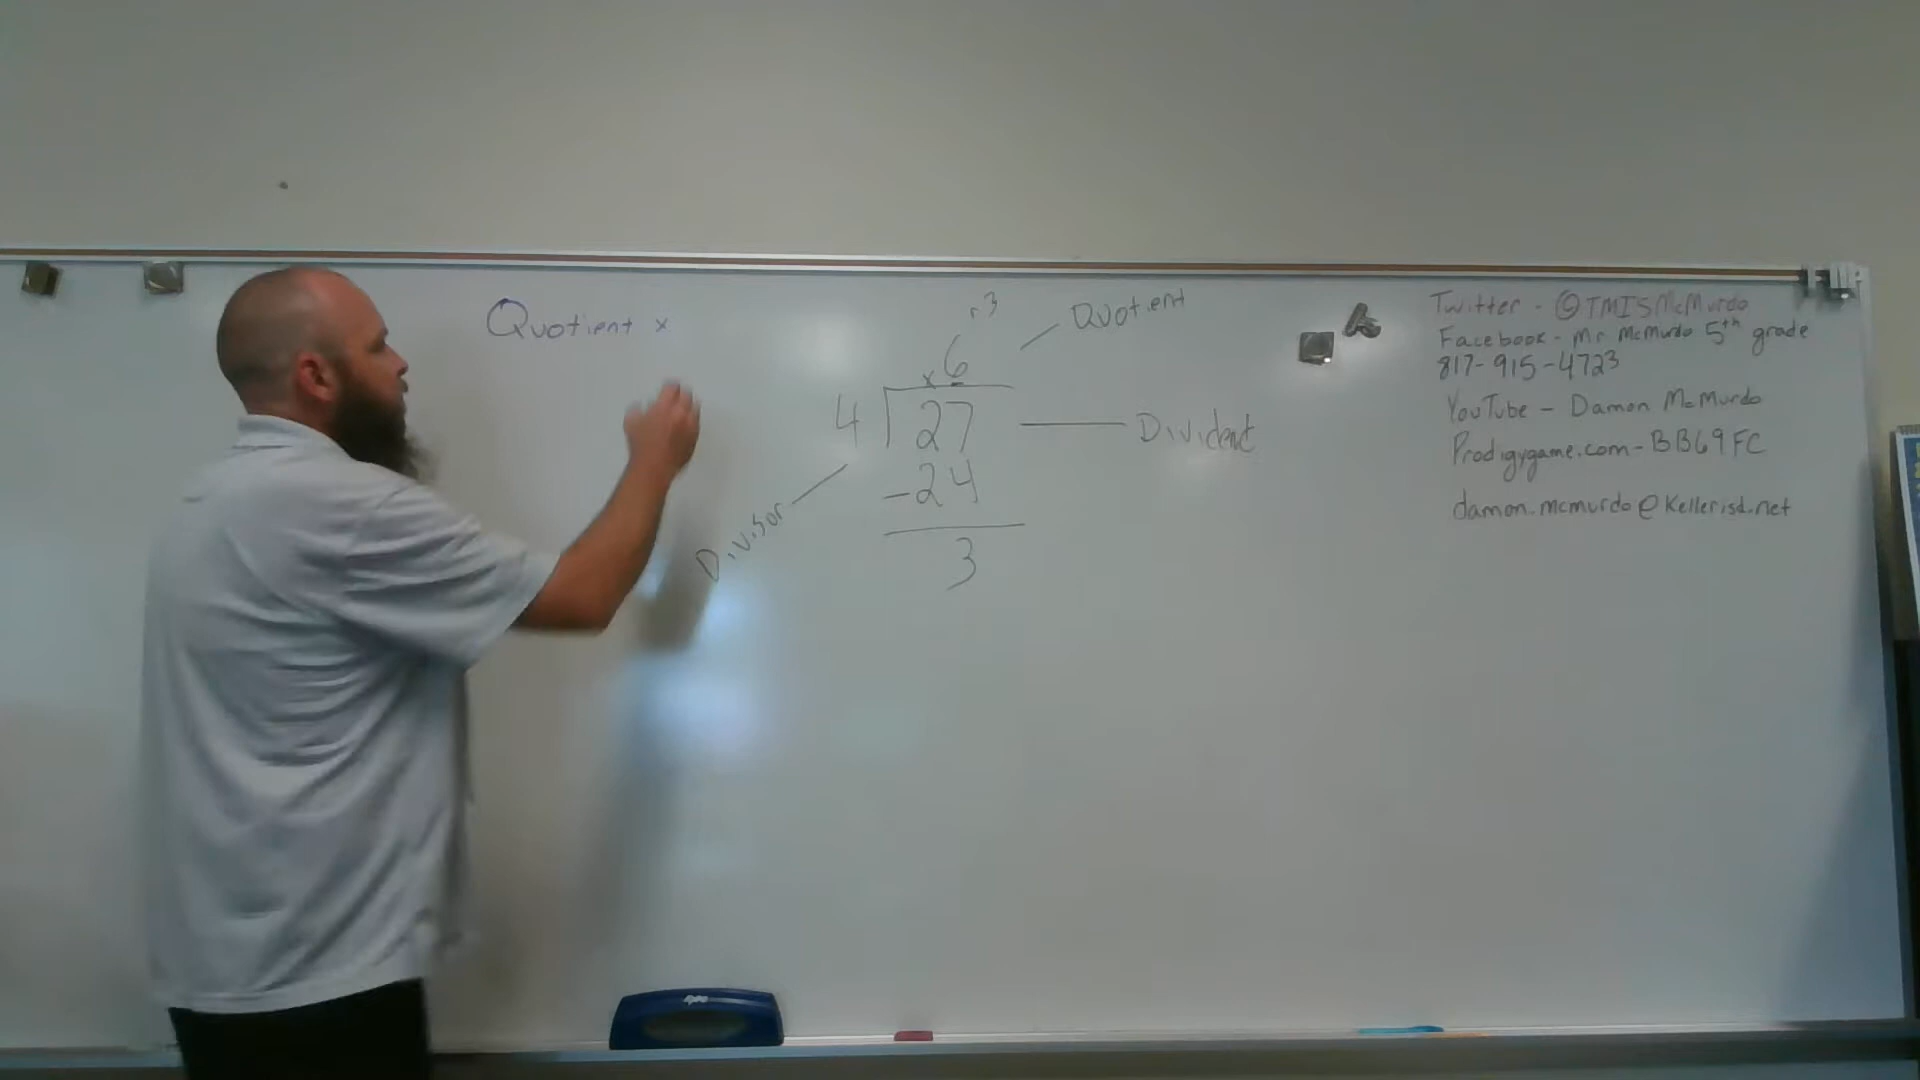 Quotient x
r3
Quotient
x 6
4 27
Divident
-24
Divisor
3
Twitter - @TMISMcMurdo
Facebook - Mr McMurdo 5th grade
817-915-4723
YouTube - Damon McMurdo
Prodigygame.com - BB69FC
damon.mcmurdo@kellerisd.net
Expo